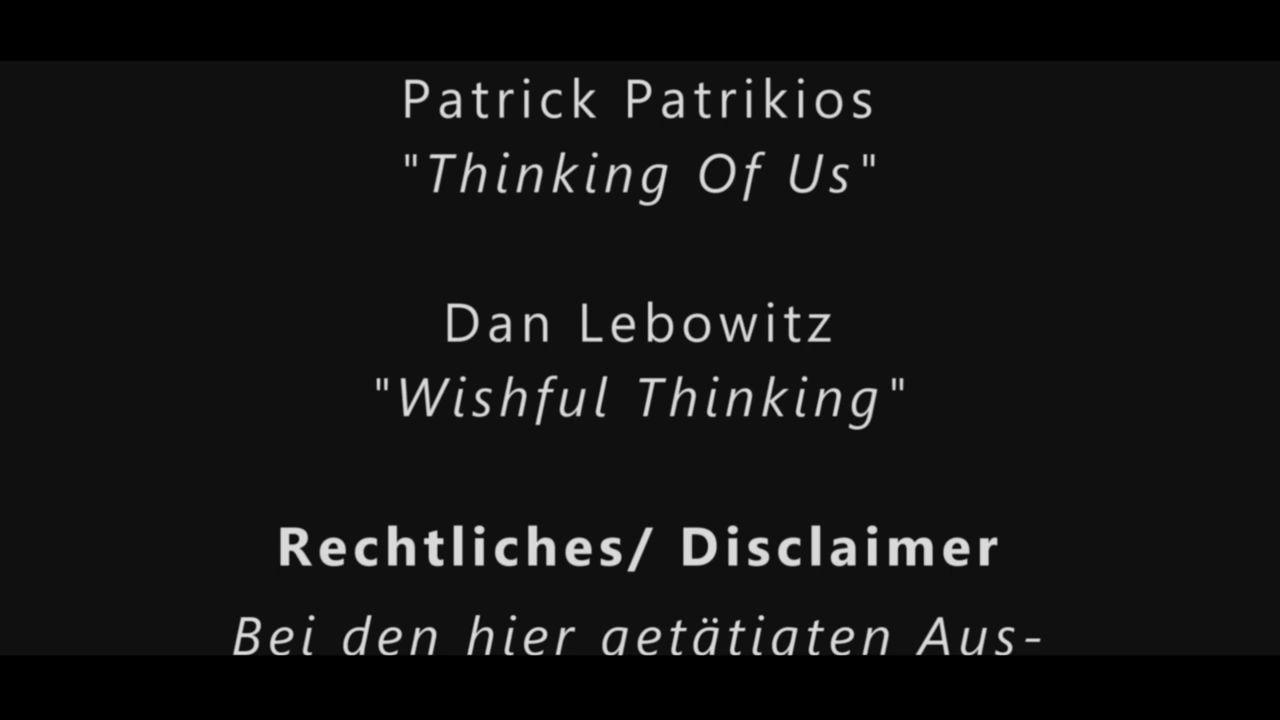 Patrick Patrikios
"Thinking Of Us"
Dan Lebowitz
"Wishful Thinking"
Rechtliches/ Disclaimer
Bei den hier getätigten Aus-